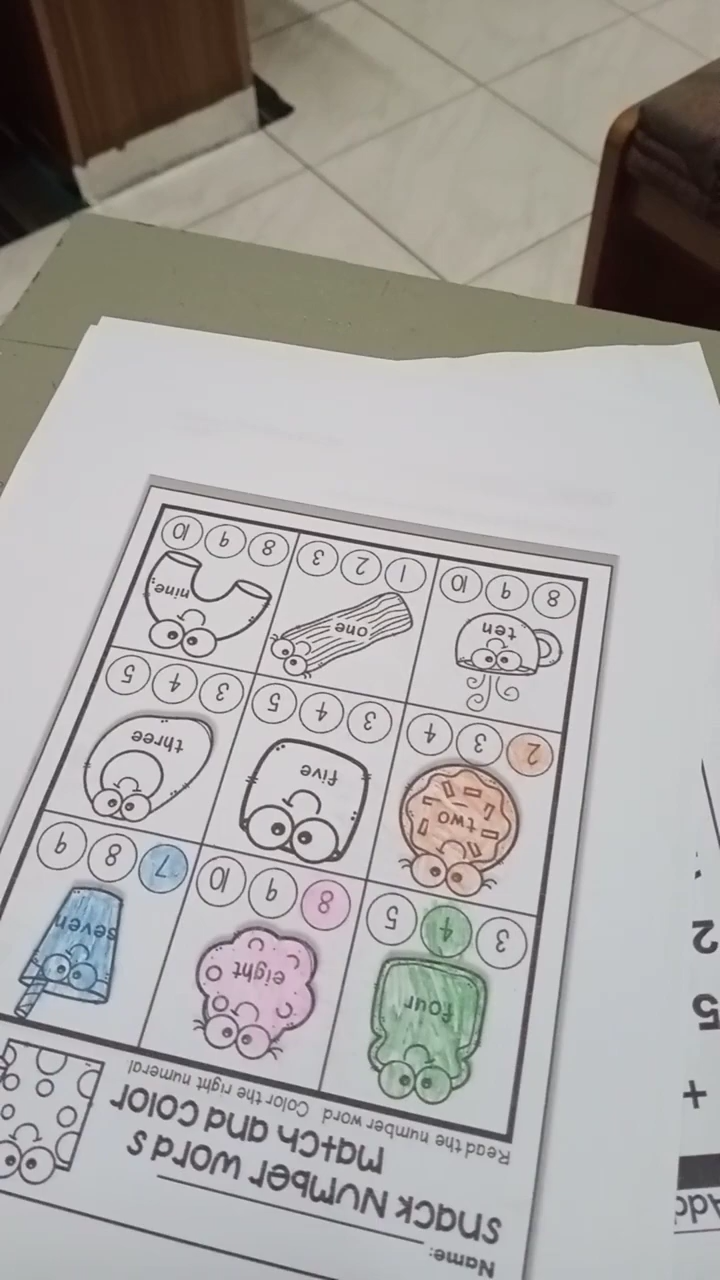 Name:
Snack Number Words
Match and Color
Read the number word. Color the right numeral
four
3 4 5
eight
8 9 10
seven
7 8 9
two
2 3 4
five
3 4 5
three
3 4 5
ten
8 9 10
one
1 2 3
nine
8 9 10
Add
+
5
2